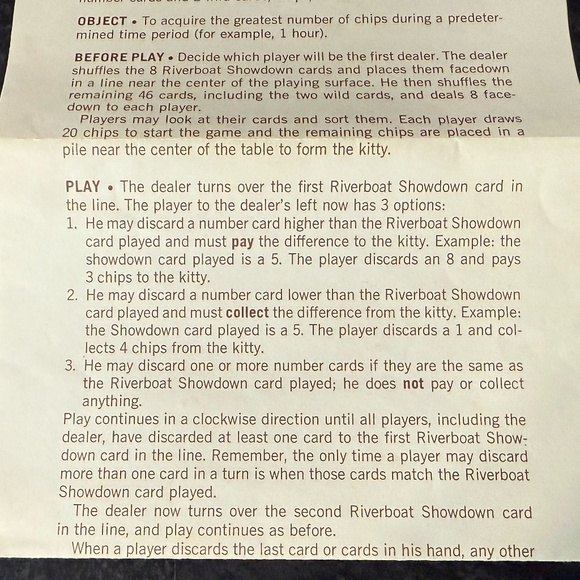 OBJECT • To acquire the greatest number of chips during a predeter-
mined time period (for example, 1 hour).
BEFORE PLAY • Decide which player will be the first dealer. The dealer
shuffles the 8 Riverboat Showdown cards and places them facedown
in a line near the center of the playing surface. He then shuffles the
remaining 46 cards, including the two wild cards, and deals 8 face-
down to each player.
Players may look at their cards and sort them. Each player draws
20 chips to start the game and the remaining chips are placed in a
pile near the center of the table to form the kitty.
PLAY • The dealer turns over the first Riverboat Showdown card in
the line. The player to the dealer's left now has 3 options:
1. He may discard a number card higher than the Riverboat Showdown
card played and must pay the difference to the kitty. Example: the
showdown card played is a 5. The player discards an 8 and pays
3 chips to the kitty.
2. He may discard a number card lower than the Riverboat Showdown
card played and must collect the difference from the kitty. Example:
the Showdown card played is a 5. The player discards a 1 and col-
lects 4 chips from the kitty.
3. He may discard one or more number cards if they are the same as
the Riverboat Showdown card played; he does not pay or collect
anything.
Play continues in a clockwise direction until all players, including the
dealer, have discarded at least one card to the first Riverboat Show-
down card in the line. Remember, the only time a player may discard
more than one card in a turn is when those cards match the Riverboat
Showdown card played.
The dealer now turns over the second Riverboat Showdown card
in the line, and play continues as before.
When a player discards the last card or cards in his hand, any other